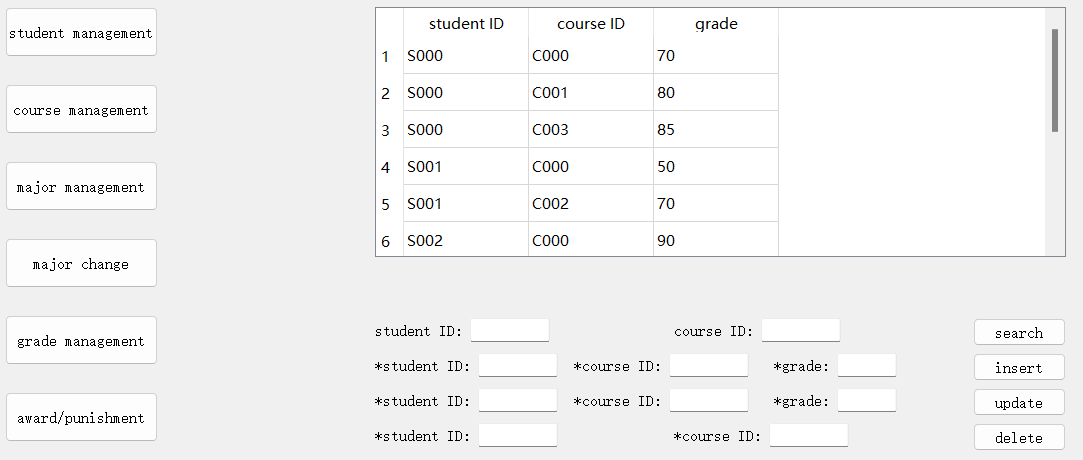 student management
course management
major management
major change
grade management
award/punishment
student ID course ID grade
1 S000 C000 70
2 S000 C001 80
3 S000 C003 85
4 S001 C000 50
5 S001 C002 70
6 S002 C000 90
student ID: course ID: search
*student ID: *course ID: *grade: insert
*student ID: *course ID: *grade: update
*student ID: *course ID: delete